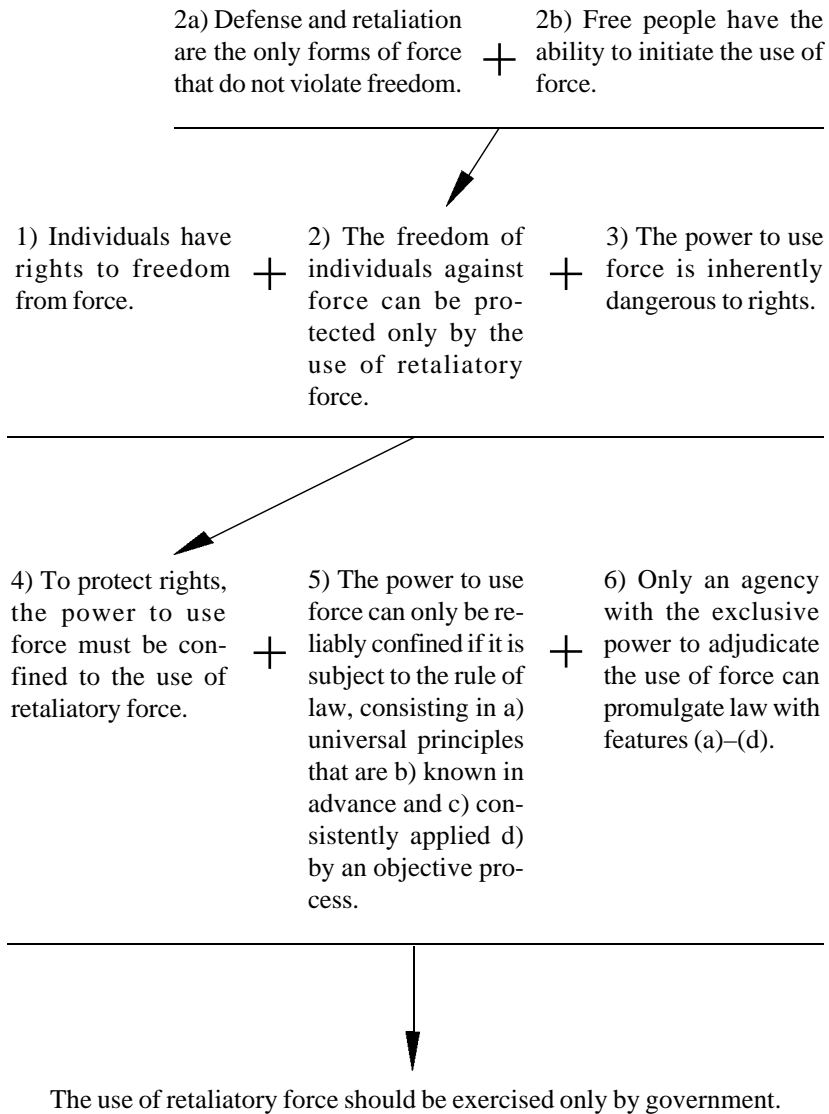 2a) Defense and retaliation
are the only forms of force
that do not violate freedom.
+
2b) Free people have the
ability to initiate the use of
force.
1) Individuals have
rights to freedom
from force.
+
2) The freedom of
individuals against
force can be pro-
tected only by the
use of retaliatory
force.
+
3) The power to use
force is inherently
dangerous to rights.
4) To protect rights,
the power to use
force must be con-
fined to the use of
retaliatory force.
+
5) The power to use
force can only be re-
liably confined if it is
subject to the rule of
law, consisting in a)
universal principles
that are b) known in
advance and c) con-
sistently applied d)
by an objective pro-
cess.
+
6) Only an agency
with the exclusive
power to adjudicate
the use of force can
promulgate law with
features (a)–(d).
The use of retaliatory force should be exercised only by government.